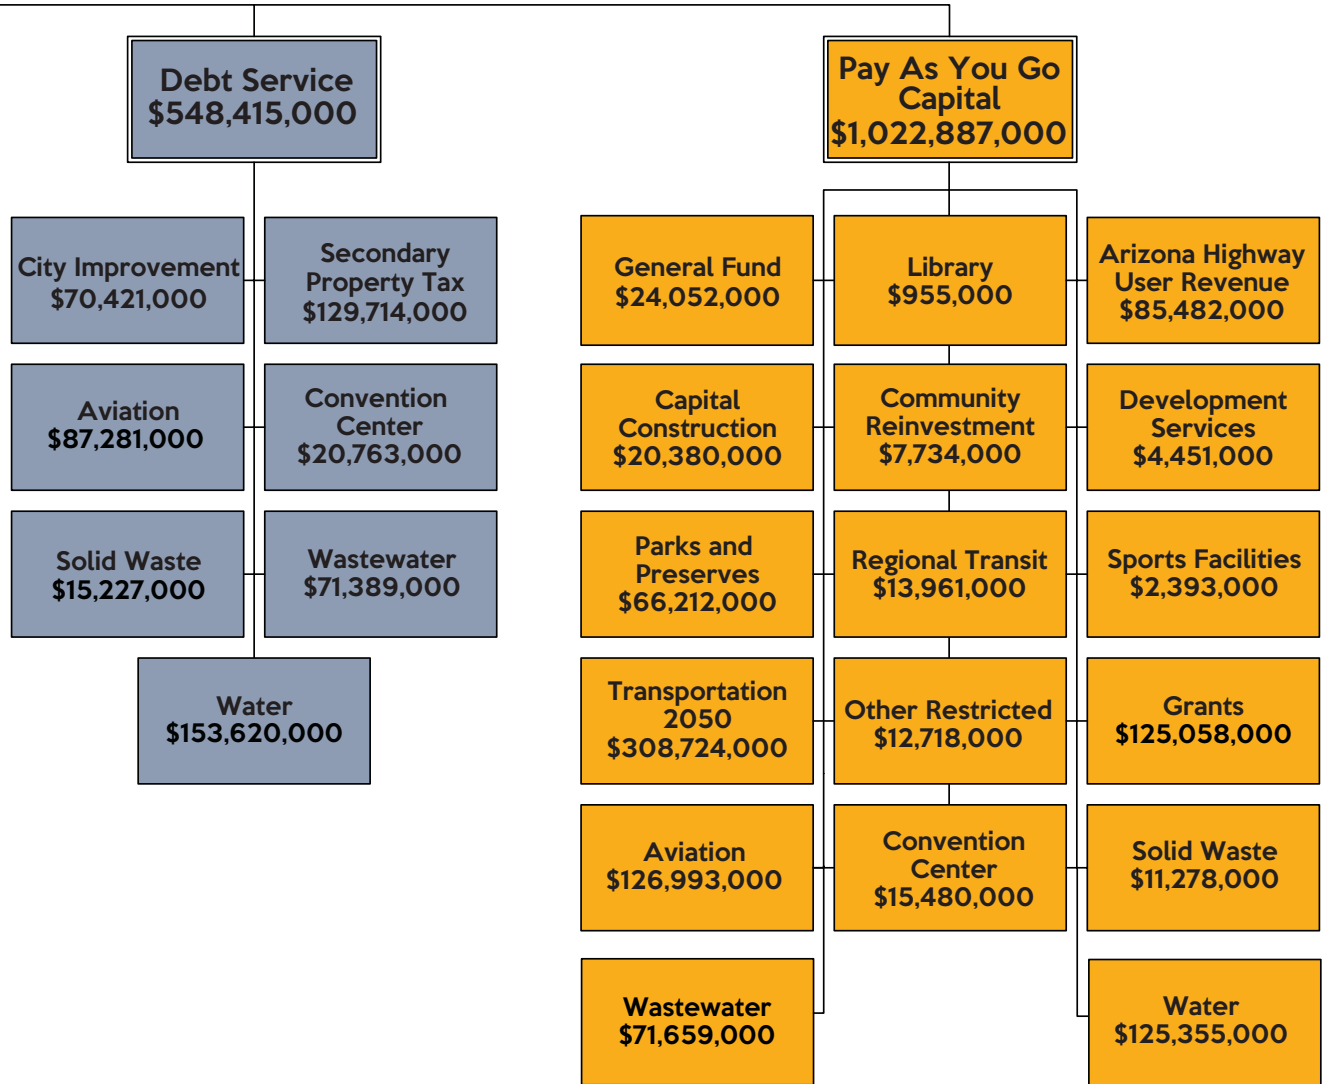 Debt Service
$548,415,000
City Improvement
$70,421,000
Secondary
Property Tax
$129,714,000
Aviation
$87,281,000
Convention
Center
$20,763,000
Solid Waste
$15,227,000
Wastewater
$71,389,000
Water
$153,620,000
Pay As You Go
Capital
$1,022,887,000
General Fund
$24,052,000
Library
$955,000
Arizona Highway
User Revenue
$85,482,000
Capital
Construction
$20,380,000
Community
Reinvestment
$7,734,000
Development
Services
$4,451,000
Parks and
Preserves
$66,212,000
Regional Transit
$13,961,000
Sports Facilities
$2,393,000
Transportation
2050
$308,724,000
Other Restricted
$12,718,000
Grants
$125,058,000
Aviation
$126,993,000
Convention
Center
$15,480,000
Solid Waste
$11,278,000
Wastewater
$71,659,000
Water
$125,355,000